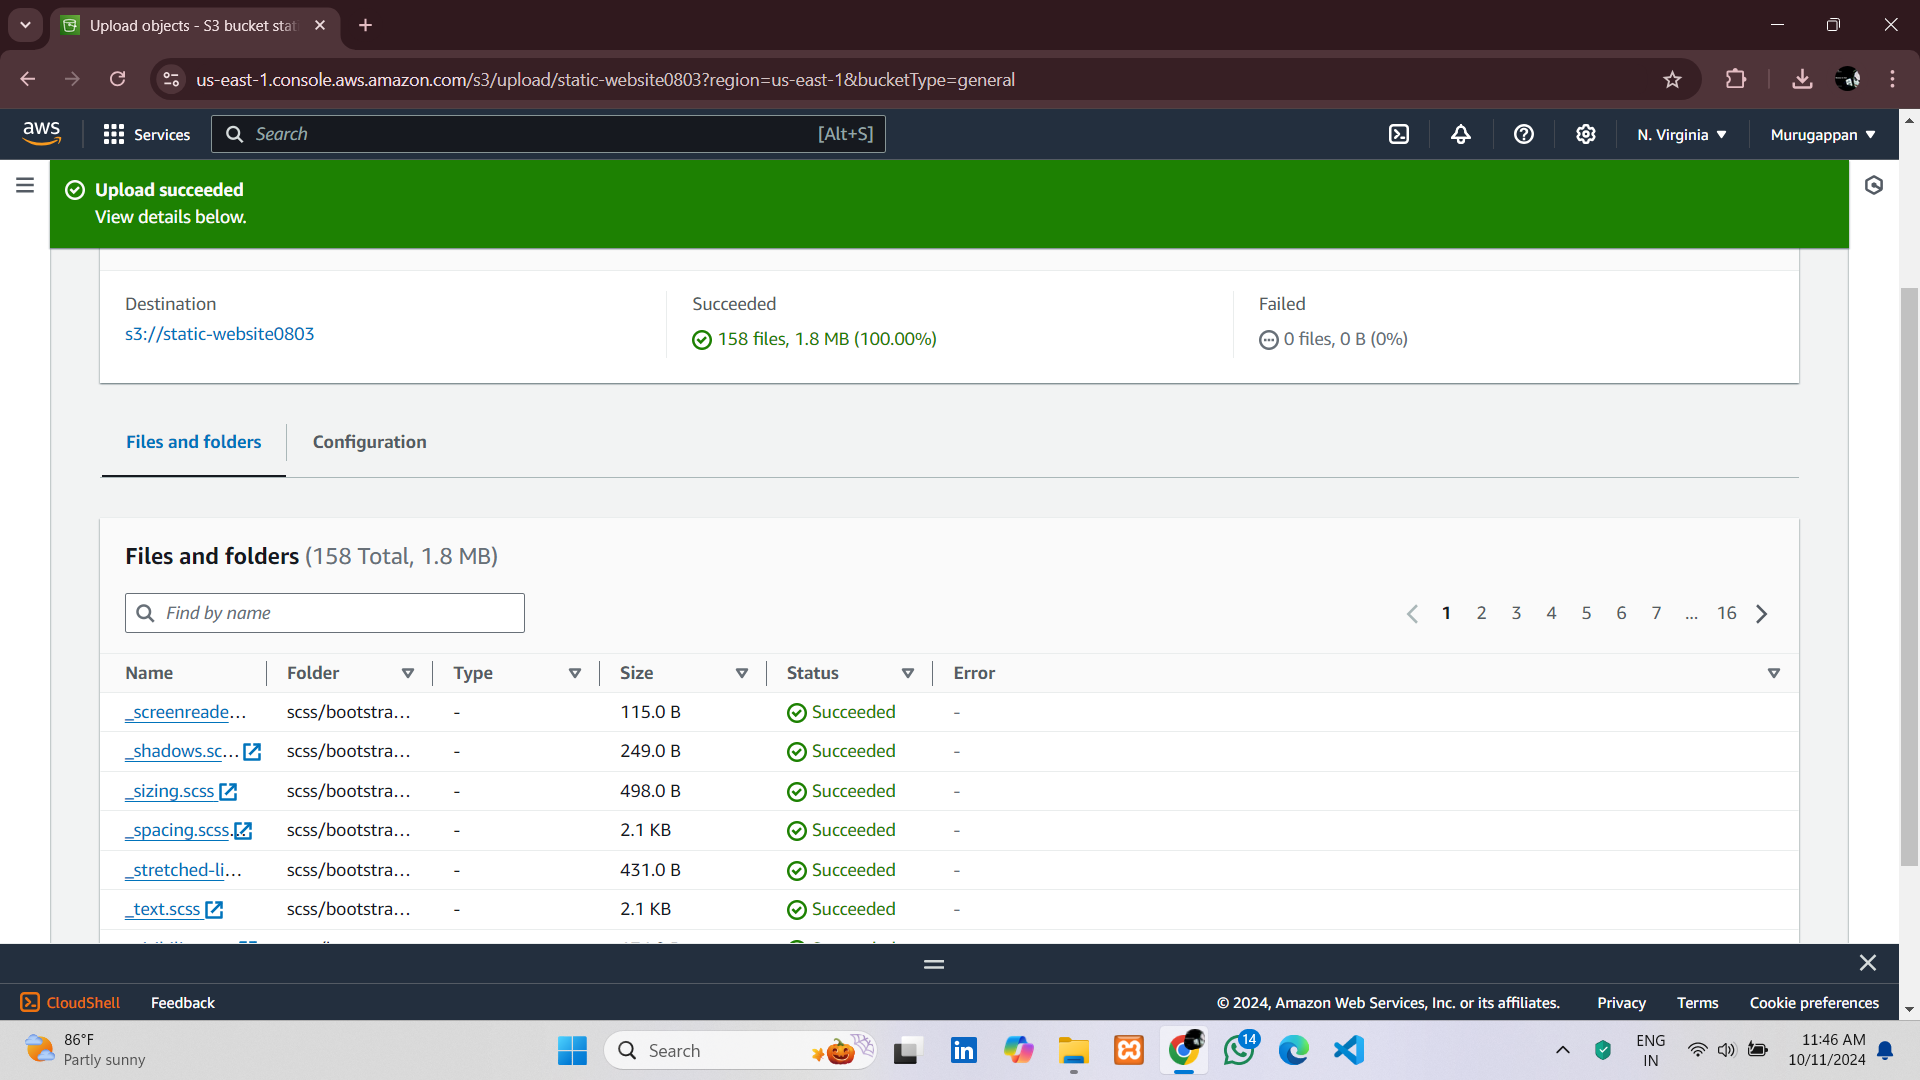 Upload objects - S3 bucket stat
us-east-1.console.aws.amazon.com/s3/upload/static-website0803?region=us-east-1&bucketType=general
aws Services Search [Alt+S] N. Virginia Murugappan
Upload succeeded
View details below.
Destination Succeeded Failed
s3://static-website0803 158 files, 1.8 MB (100.00%) 0 files, 0 B (0%)
Files and folders Configuration
Files and folders (158 Total, 1.8 MB)
Find by name 1 2 3 4 5 6 7 ... 16
Name Folder Type Size Status Error
_screenreade... scss/bootstra... - 115.0 B Succeeded -
_shadows.sc... scss/bootstra... - 249.0 B Succeeded -
_sizing.scss scss/bootstra... - 498.0 B Succeeded -
_spacing.scss scss/bootstra... - 2.1 KB Succeeded -
_stretched-li... scss/bootstra... - 431.0 B Succeeded -
_text.scss scss/bootstra... - 2.1 KB Succeeded -
CloudShell Feedback © 2024, Amazon Web Services, Inc. or its affiliates. Privacy Terms Cookie preferences
86°F
Partly sunny
Search
14
ENG
IN
11:46 AM
10/11/2024